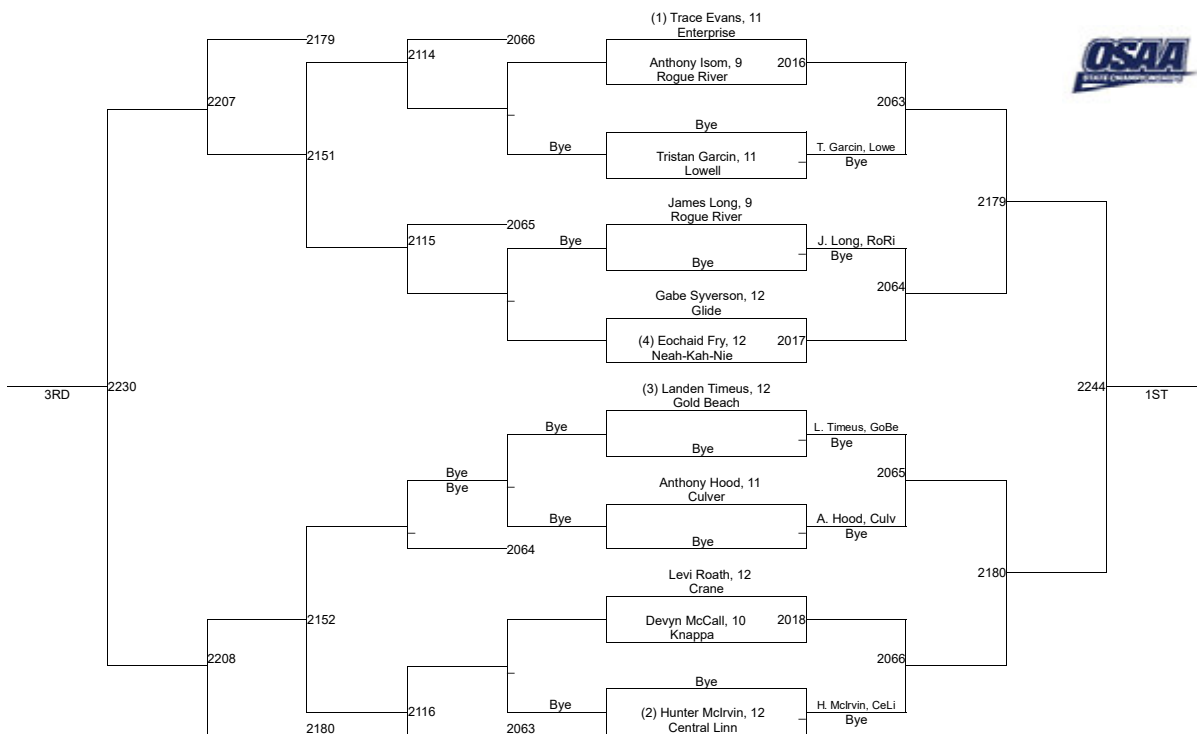 (1) Trace Evans, 11
Enterprise
2179
2066
2114
Anthony Isom, 9
2016
Rogue River
OSAA
STATE CHAMPIONSHIPS
2207
2063
Bye
Bye
T. Garcin, Lowe
2151
Tristan Garcin, 11
Bye
Lowell
James Long, 9
2179
Rogue River
2065
2115
Bye
J. Long, RoRi
Bye
Bye
2064
Gabe Syverson, 12
Glide
(4) Eochaid Fry, 12
2017
Neah-Kah-Nie
2230
(3) Landen Timeus, 12
2244
3RD
1ST
Gold Beach
Bye
L. Timeus, GoBe
Bye
Bye
Bye
2065
Bye
Anthony Hood, 11
Culver
Bye
A. Hood, Culv
Bye
Bye
2064
Levi Roath, 12
2180
Crane
2152
Devyn McCall, 10
2018
Knappa
2208
2066
Bye
Bye
H. McIrvin, CeLi
2116
(2) Hunter McIrvin, 12
Bye
2180
2063
Central Linn